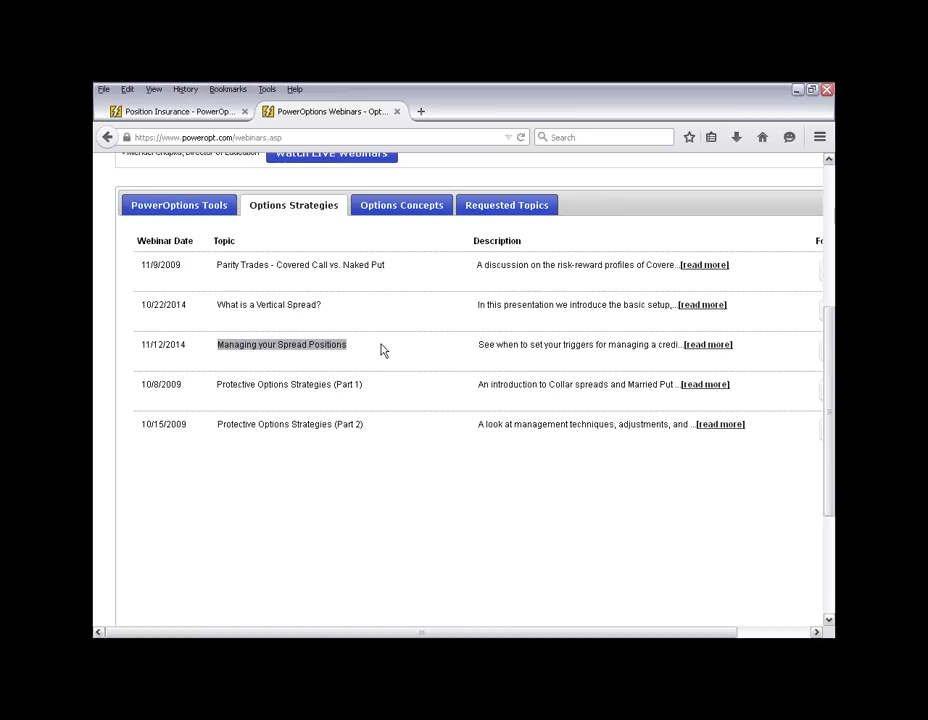 File Edit View History Bookmarks Tools Help
Position Insurance - PowerOp... PowerOptions Webinars - Opt...
https://www.poweropt.com/webinars.asp Search
Watch LIVE Webinars
PowerOptions Tools Options Strategies Options Concepts Requested Topics
Webinar Date Topic Description
11/9/2009 Parity Trades - Covered Call vs. Naked Put A discussion on the risk-reward profiles of Covere...[read more]
10/22/2014 What is a Vertical Spread? In this presentation we introduce the basic setup,...[read more]
11/12/2014 Managing your Spread Positions See when to set your triggers for managing a credi...[read more]
10/8/2009 Protective Options Strategies (Part 1) An introduction to Collar spreads and Married Put ...[read more]
10/15/2009 Protective Options Strategies (Part 2) A look at management techniques, adjustments, and ...[read more]